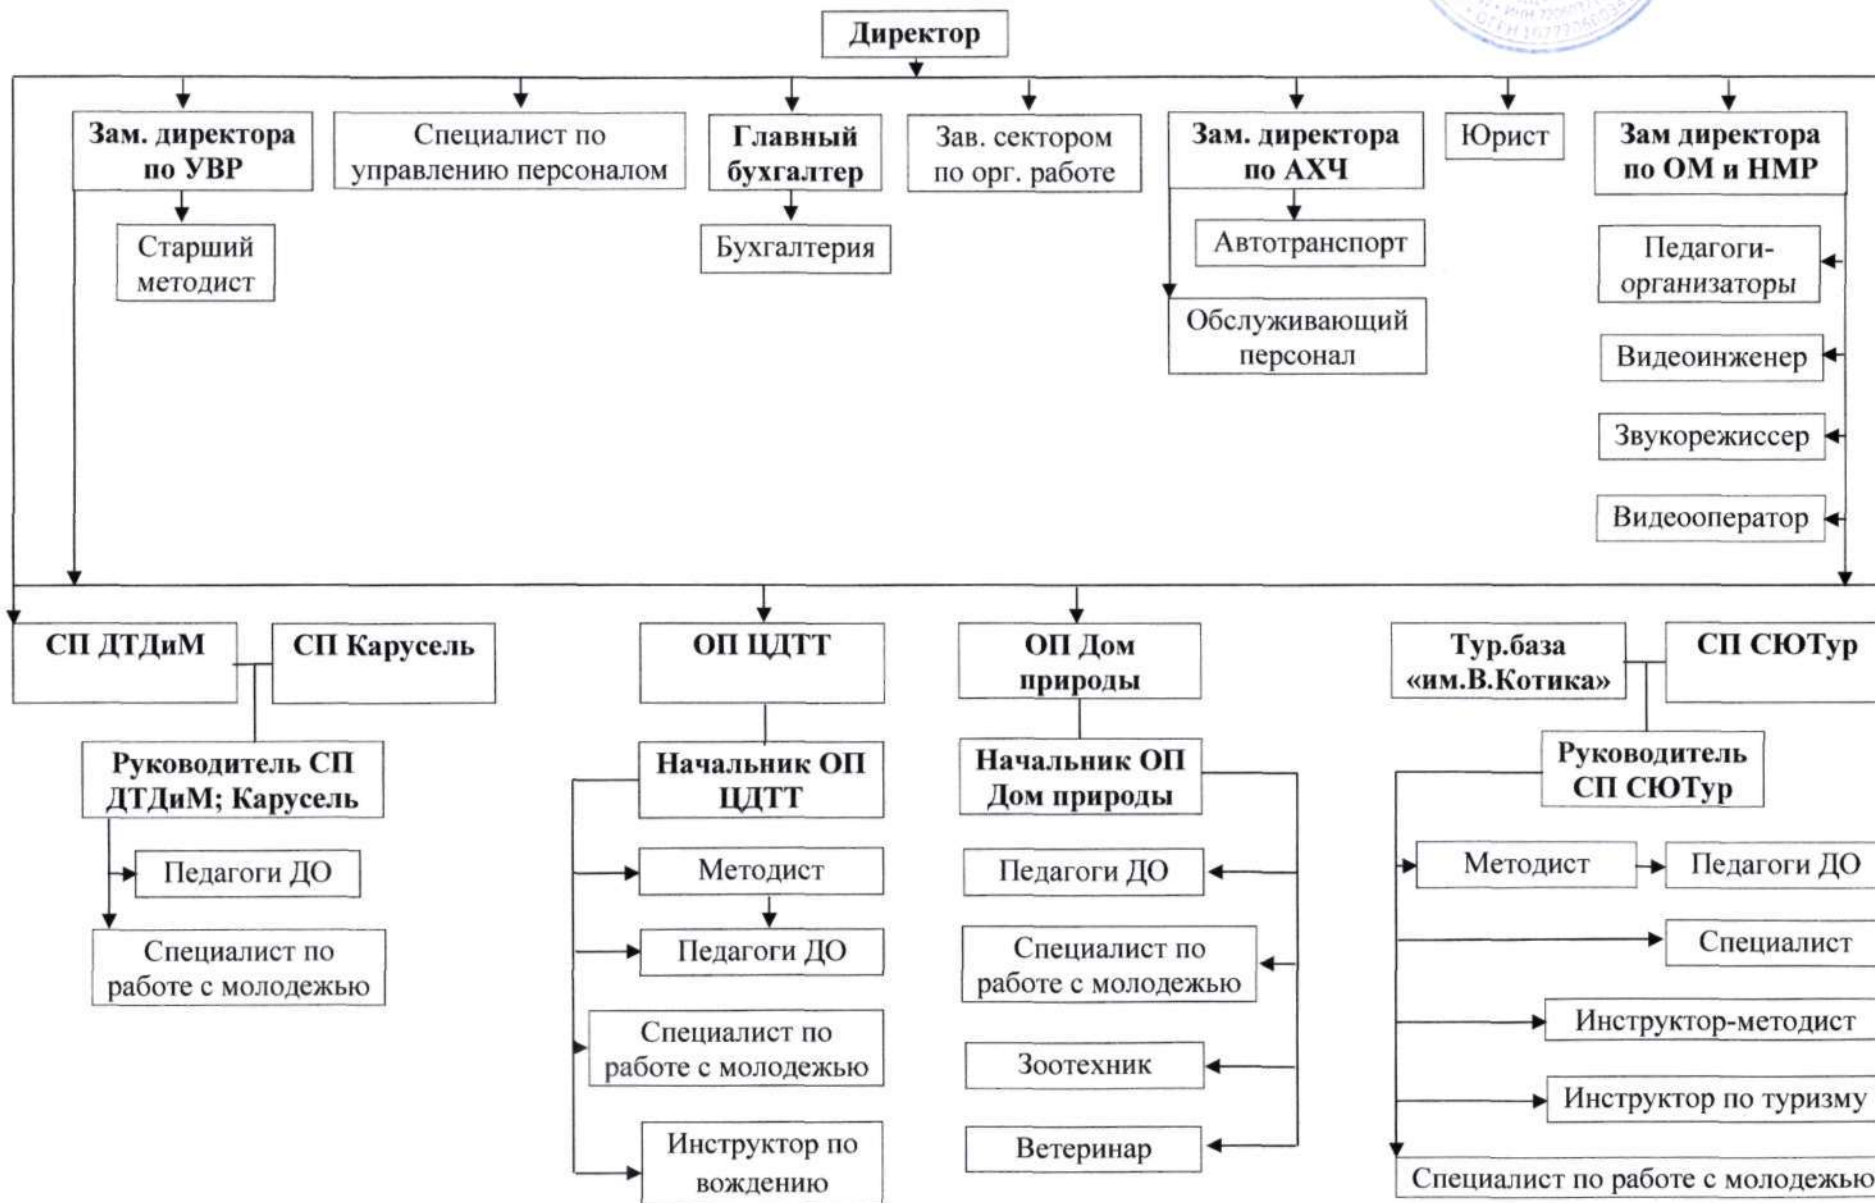 Директор
Зам. директора
по УВР
Специалист по
управлению персоналом
Главный
бухгалтер
Зав. сектором
по орг. работе
Зам. директора
по АХЧ
Юрист
Зам директора
по ОМ и НМР
Старший
методист
Бухгалтерия
Автотранспорт
Обслуживающий
персонал
Педагоги-
организаторы
Видеоинженер
Звукорежиссер
Видеооператор
СП ДТДиМ
СП Карусель
ОП ЦДТТ
ОП Дом
природы
Тур.база
«им.В.Котика»
СП СЮТур
Руководитель СП
ДТДиМ; Карусель
Педагоги ДО
Специалист по
работе с молодежью
Начальник ОП
ЦДТТ
Методист
Педагоги ДО
Специалист по
работе с молодежью
Инструктор по
вождению
Начальник ОП
Дом природы
Педагоги ДО
Специалист по
работе с молодежью
Зоотехник
Ветеринар
Руководитель
СП СЮТур
Методист
Педагоги ДО
Специалист
Инструктор-методист
Инструктор по туризму
Специалист по работе с молодежью